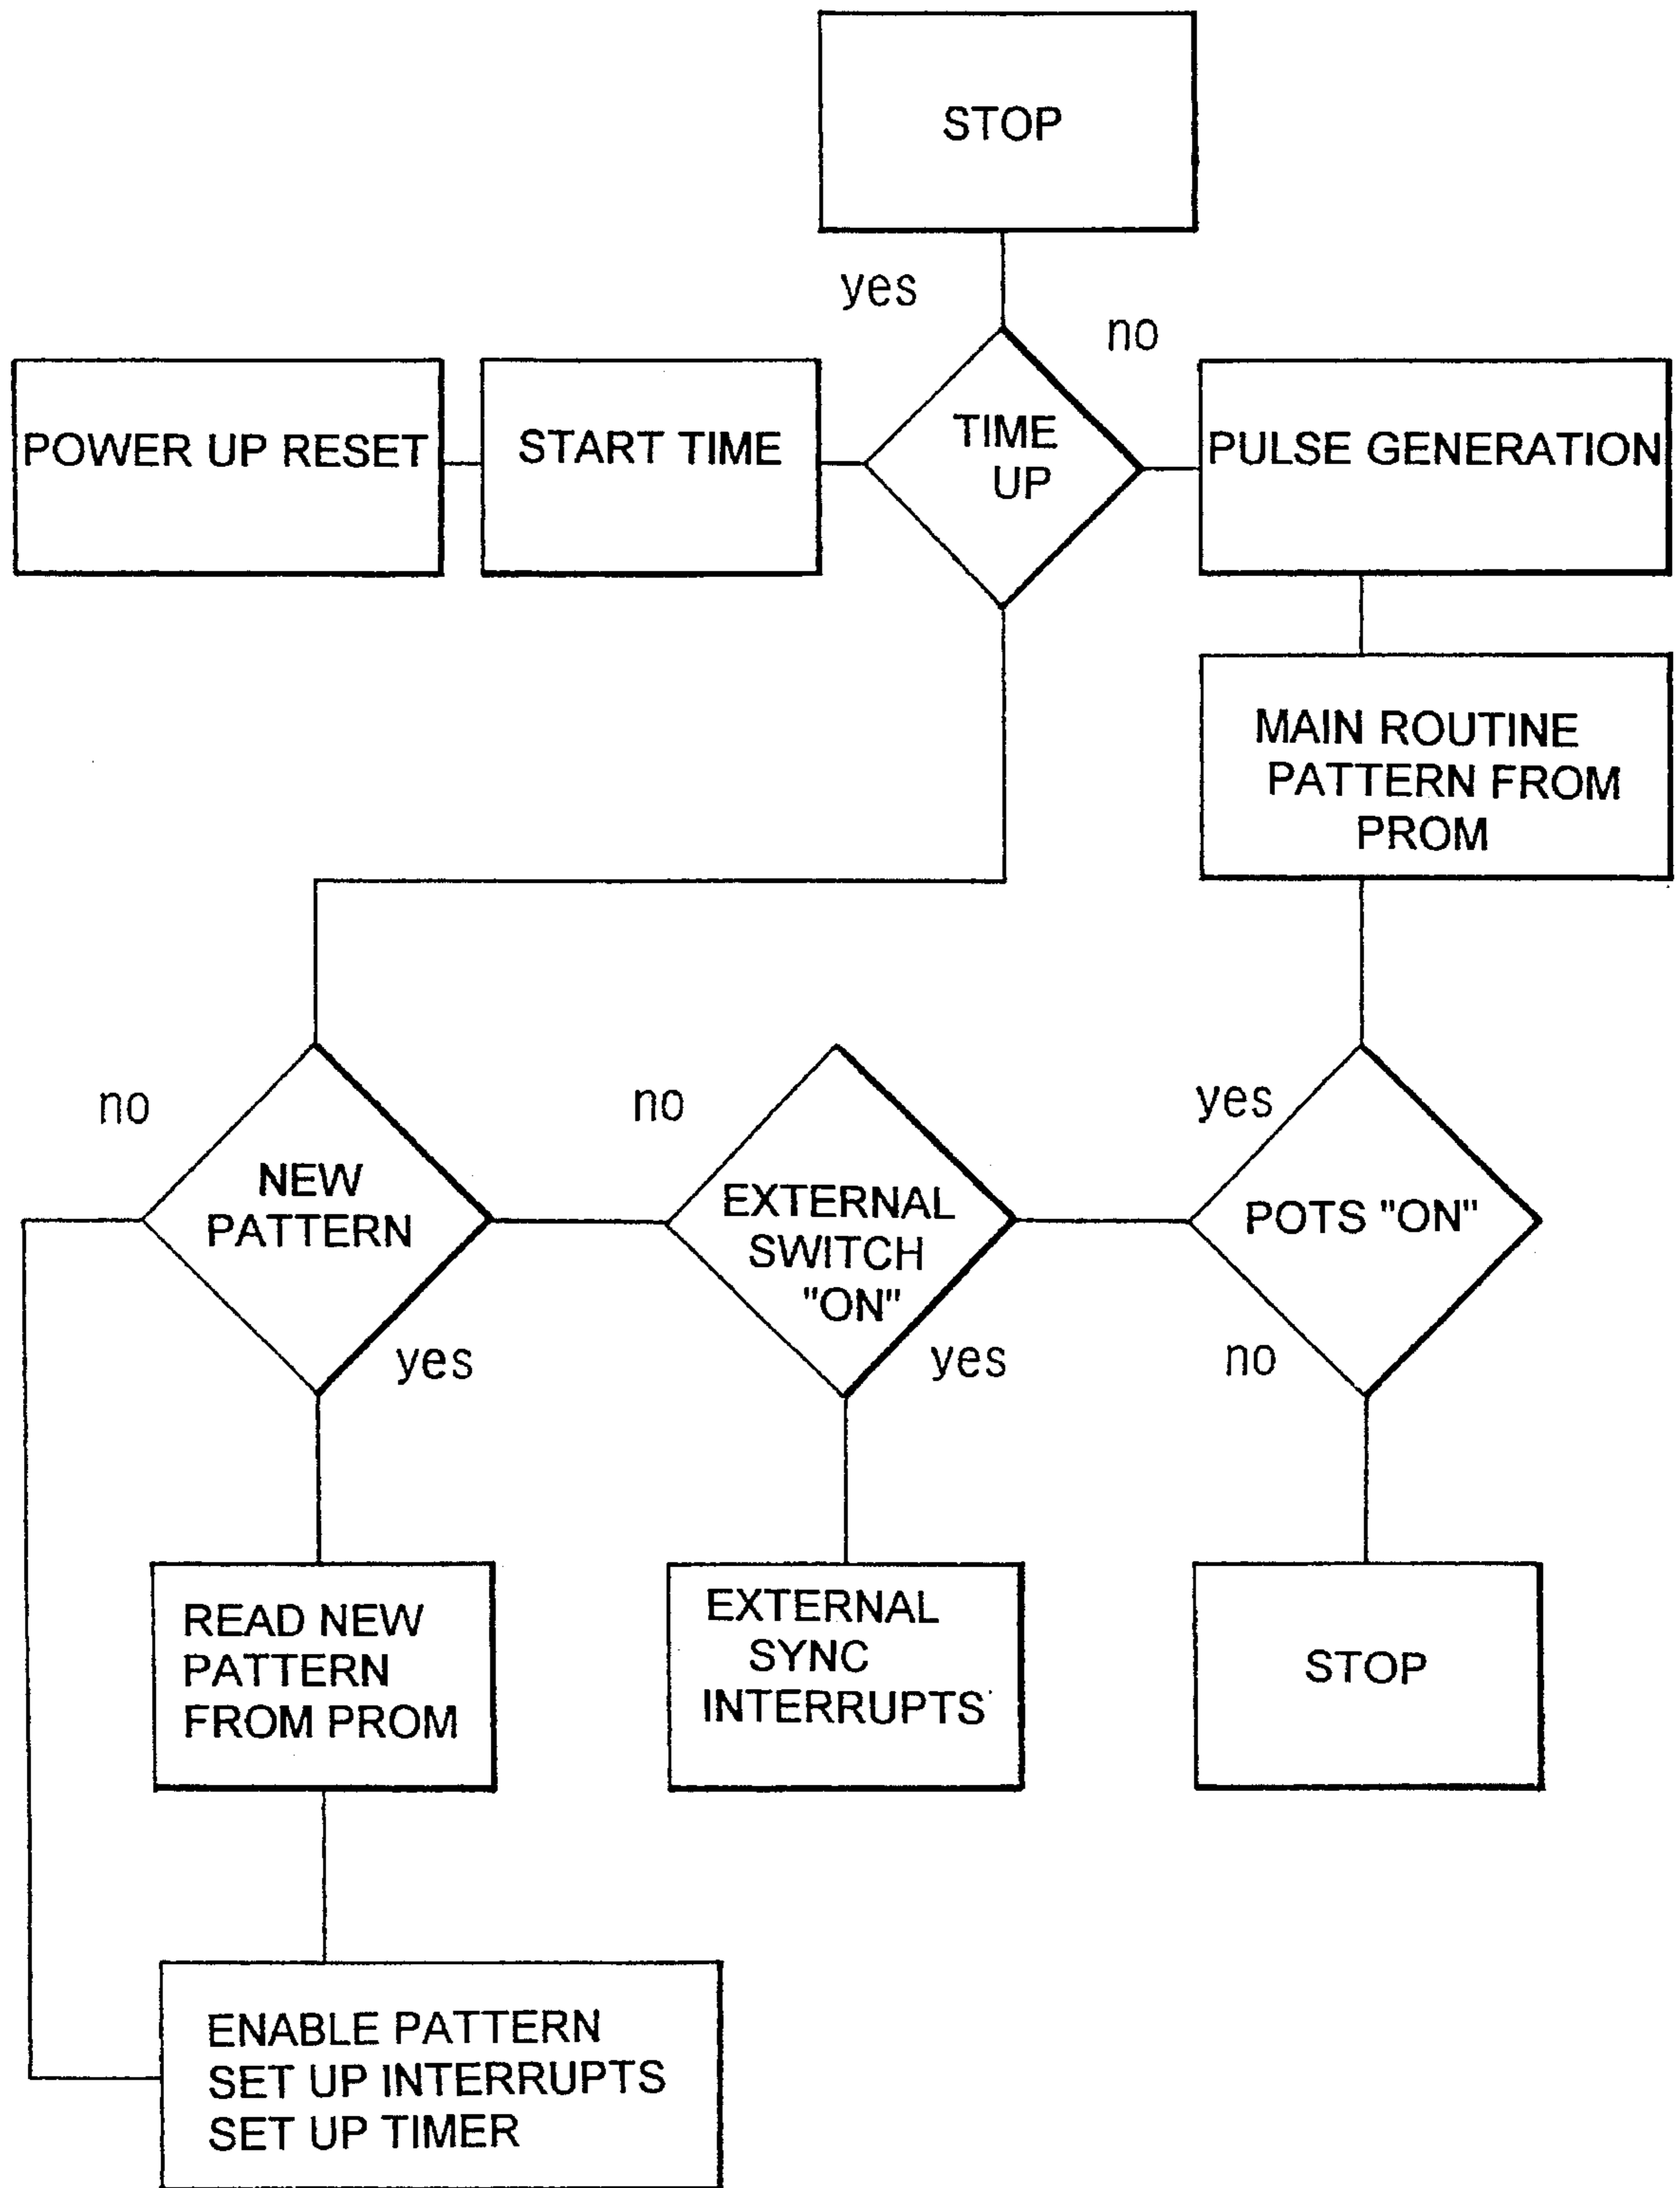 STOP
yes
no
POWER UP RESET
START TIME
TIME
UP
PULSE GENERATION
MAIN ROUTINE
PATTERN FROM
PROM
no
no
yes
NEW
PATTERN
EXTERNAL
SWITCH
"ON"
POTS "ON"
yes
yes
no
READ NEW
PATTERN
FROM PROM
EXTERNAL
SYNC
INTERRUPTS
STOP
ENABLE PATTERN
SET UP INTERRUPTS
SET UP TIMER